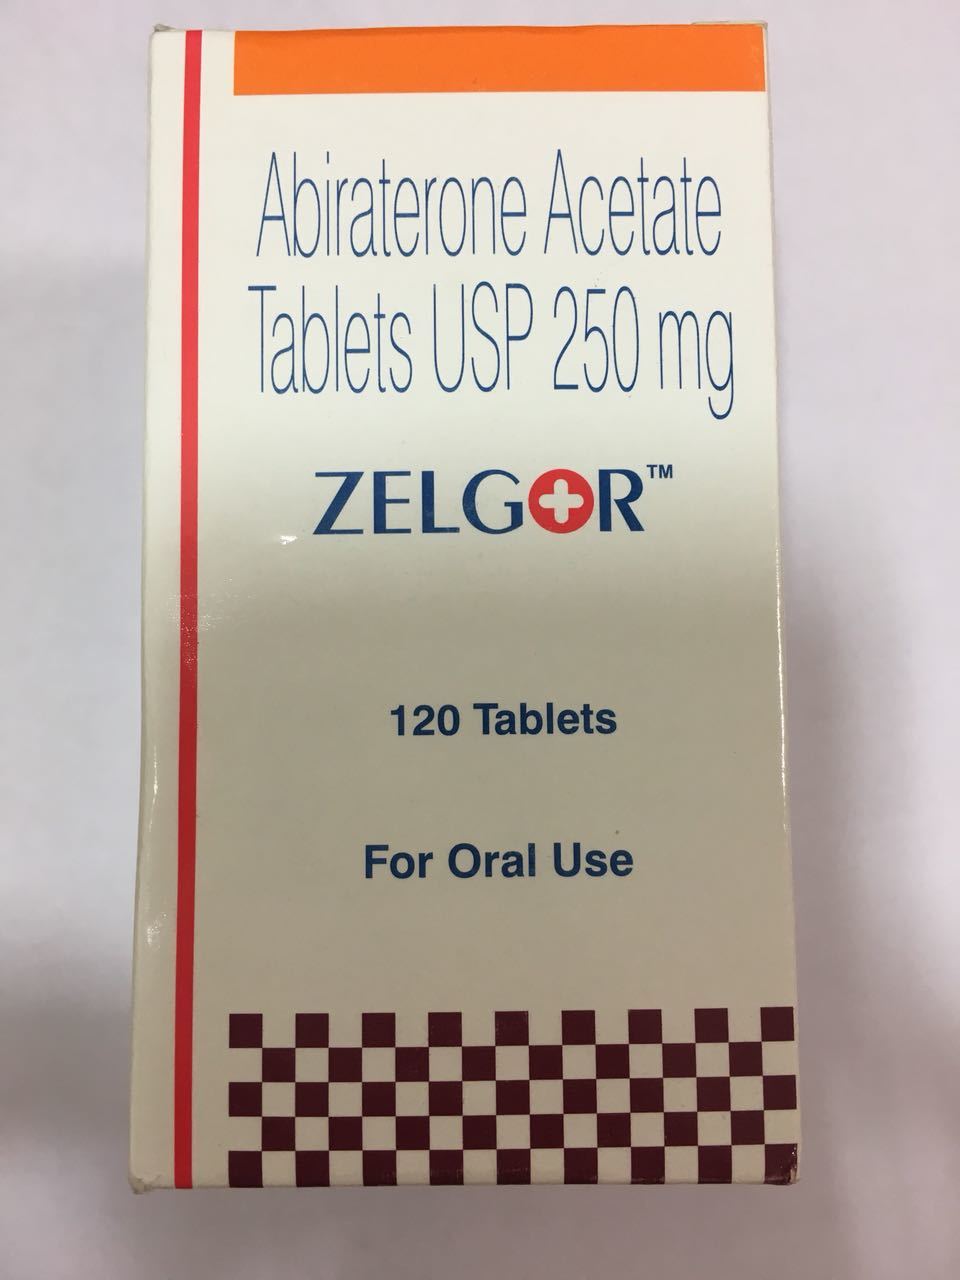 Abiraterone Acetate
Tablets USP 250 mg
ZELGOR™
120 Tablets
For Oral Use